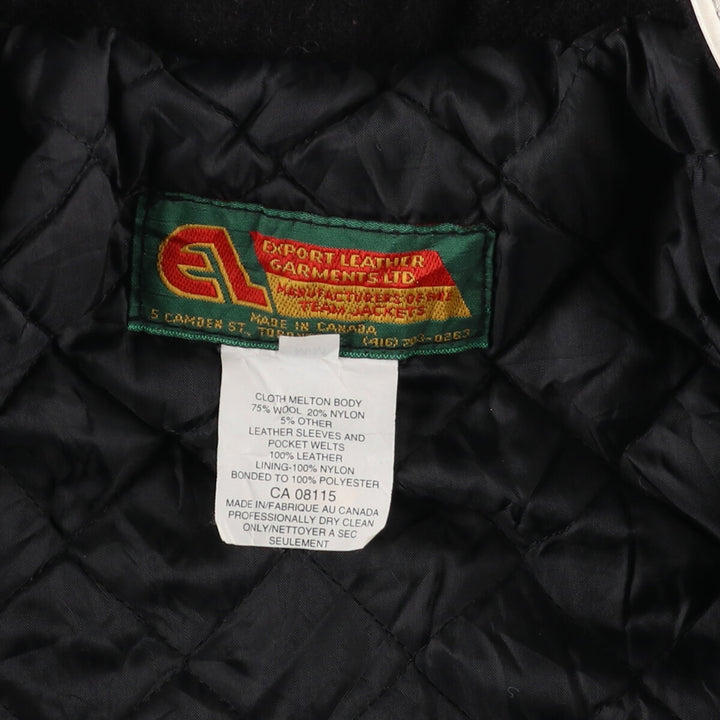 EL
EXPORT LEATHER
GARMENTS LTD.
MANUFACTURERS OF
TEAM JACKETS
MADE IN CANADA
5 CAMDEN ST., (416) -0263
CLOTH MELTON BODY
75% WOOL 20% NYLON
5% OTHER
LEATHER SLEEVES AND
POCKET WELTS
100% LEATHER
LINING-100% NYLON
BONDED TO 100% POLYESTER
CA 08115
MADE IN/FABRIQUE AU CANADA
PROFESSIONALLY DRY CLEAN
ONLY/NETTOYER A SEC
SEULEMENT